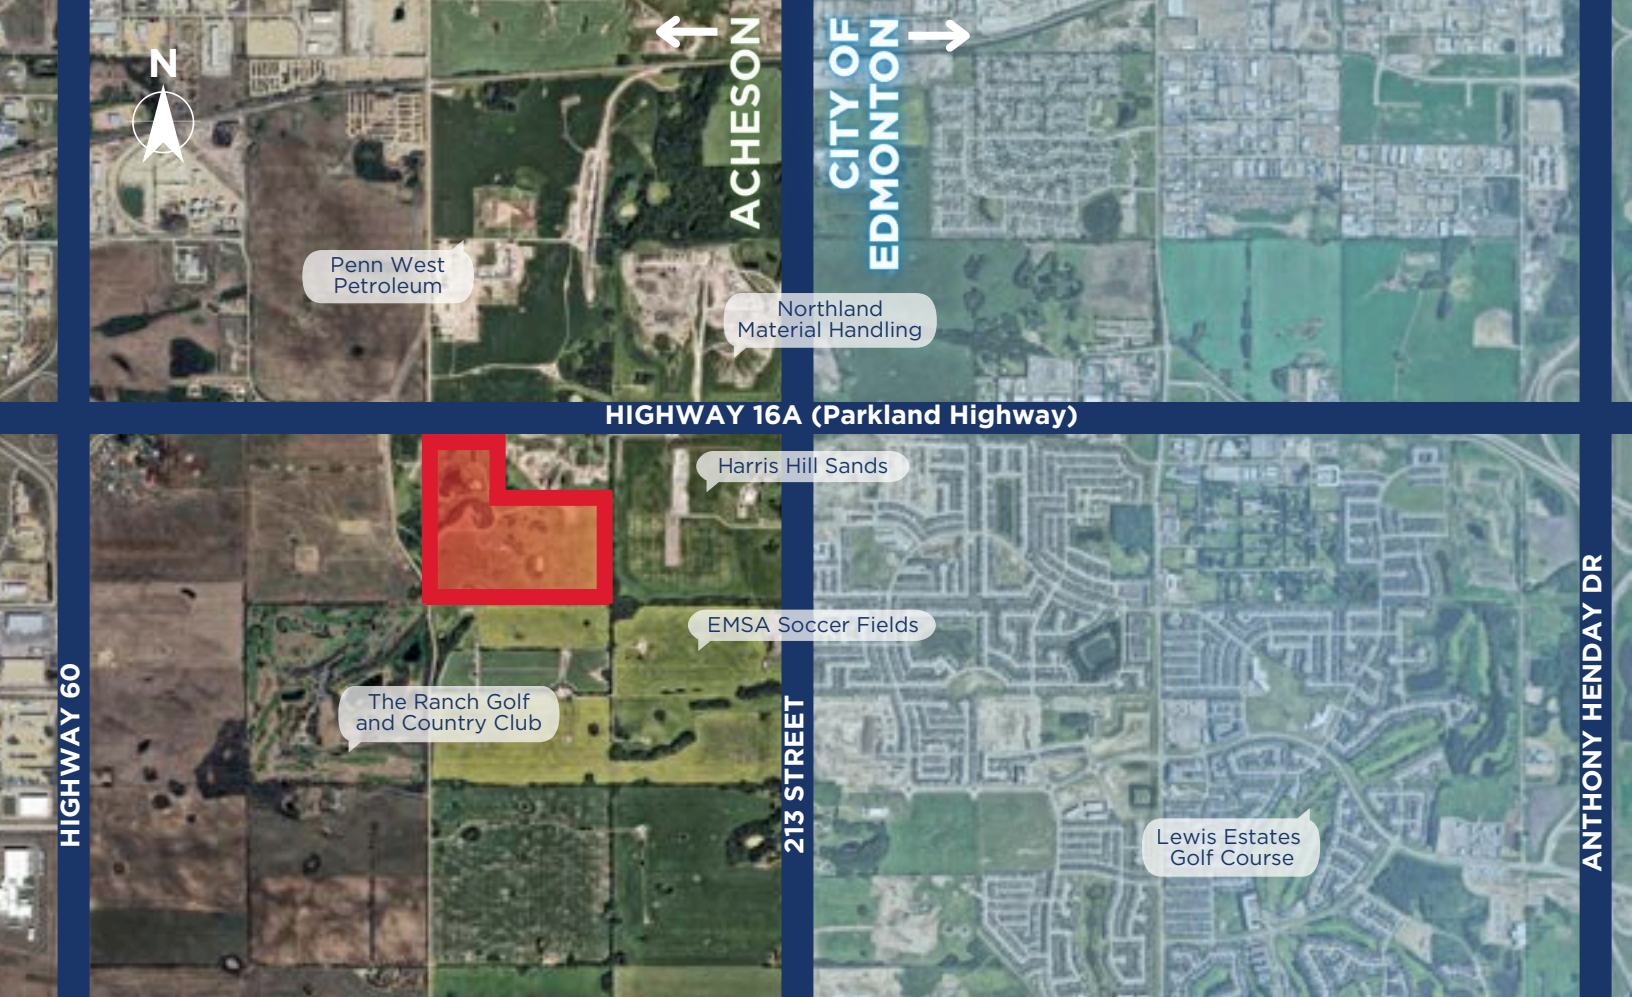 N
ACHESON
CITY OF
EDMONTON
Penn West
Petroleum
Northland
Material Handling
HIGHWAY 16A (Parkland Highway)
Harris Hill Sands
EMSA Soccer Fields
The Ranch Golf
and Country Club
HIGHWAY 60
213 STREET
Lewis Estates
Golf Course
ANTHONY HENDAY DR